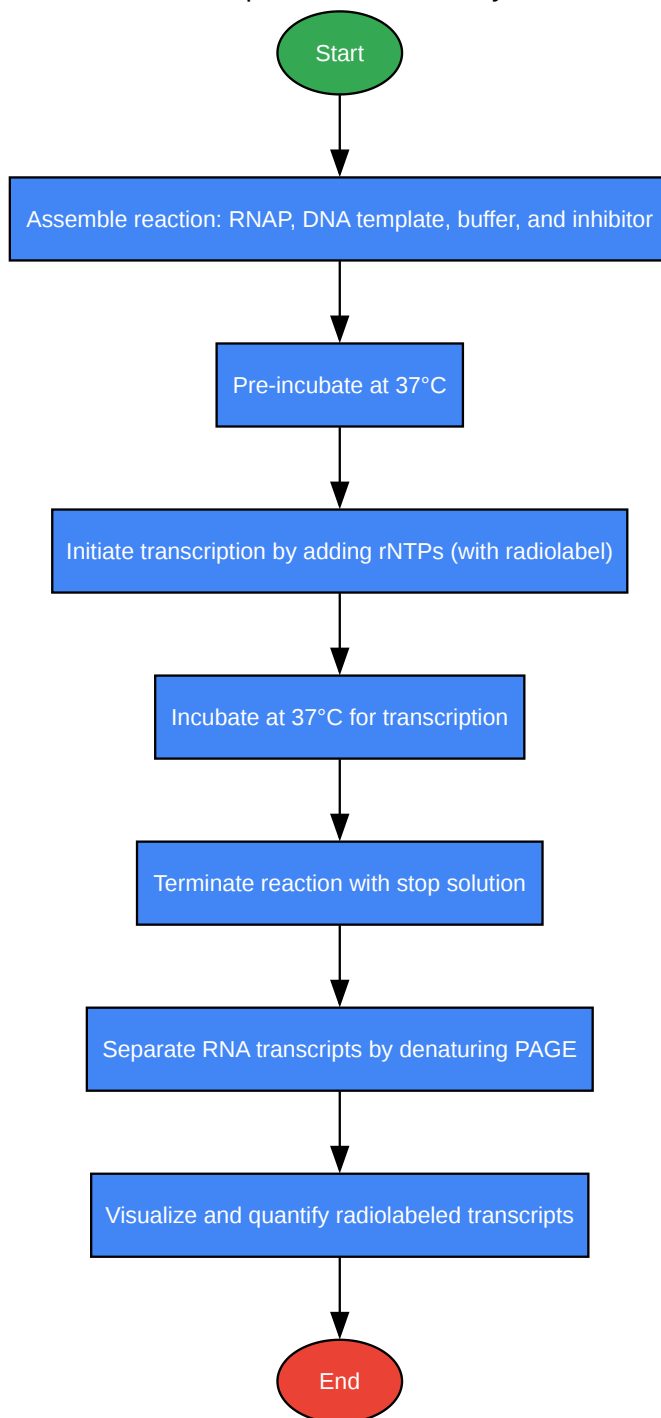 Start
Assemble reaction: RNAP, DNA template, buffer, and inhibitor
Pre-incubate at 37°C
Initiate transcription by adding rNTPs (with radiolabel)
Incubate at 37°C for transcription
Terminate reaction with stop solution
Separate RNA transcripts by denaturing PAGE
Visualize and quantify radiolabeled transcripts
End